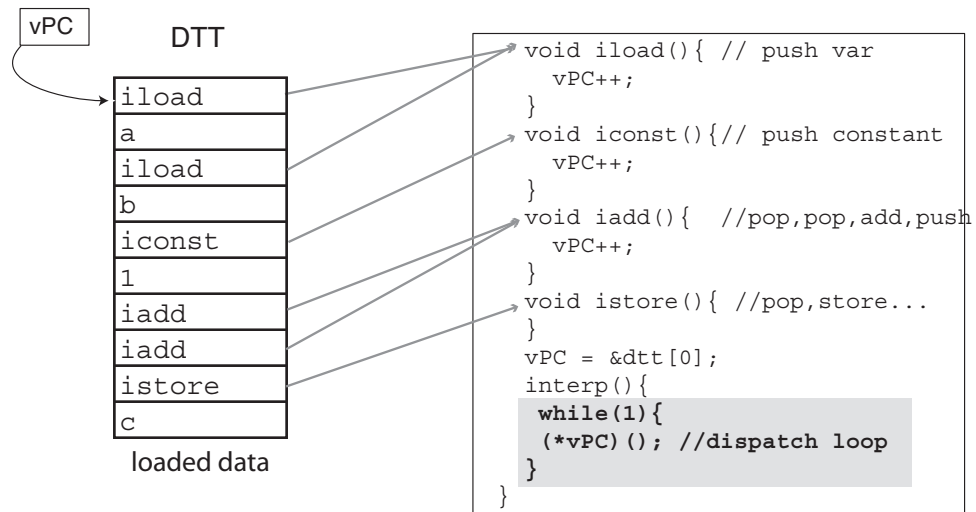 vPC
DTT
iload
a
iload
b
iconst
1
iadd
iadd
istore
c
loaded data
void iload(){ // push var
vPC++;
}
void iconst(){// push constant
vPC++;
}
void iadd(){  //pop,pop,add,push
vPC++;
}
void istore(){ //pop,store...
}
vPC = &dtt[0];
interp(){
while(1){
(*vPC)(); //dispatch loop
}
}